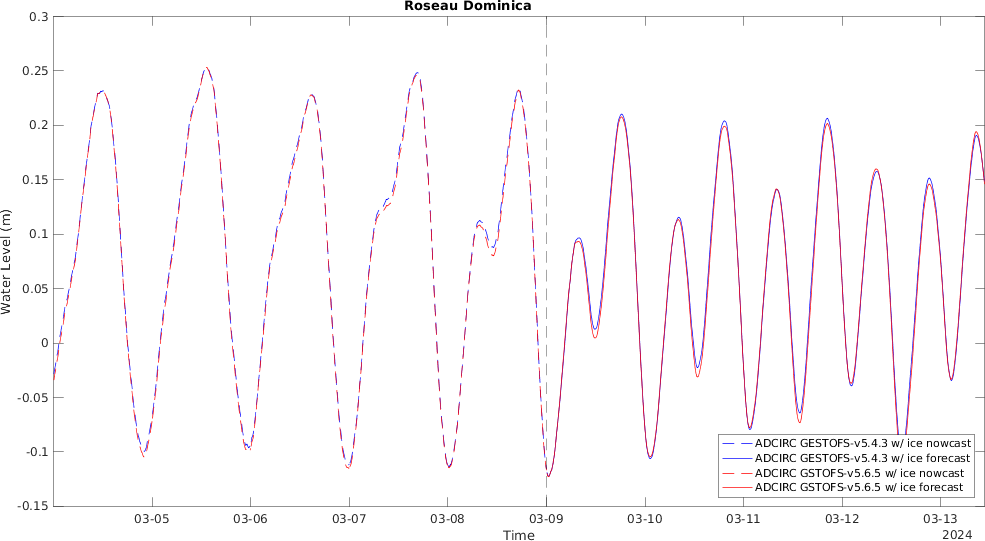 Roseau Dominica
0.3
0.25
0.2
0.15
0.1
0.05
0
-0.05
-0.1
-0.15
Water Level (m)
ADCIRC GESTOFS-v5.4.3 w/ ice nowcast
ADCIRC GESTOFS-v5.4.3 w/ ice forecast
ADCIRC GSTOFS-v5.6.5 w/ ice nowcast
ADCIRC GSTOFS-v5.6.5 w/ ice forecast
03-05 03-06 03-07 03-08 03-09 03-10 03-11 03-12 03-13
Time
2024